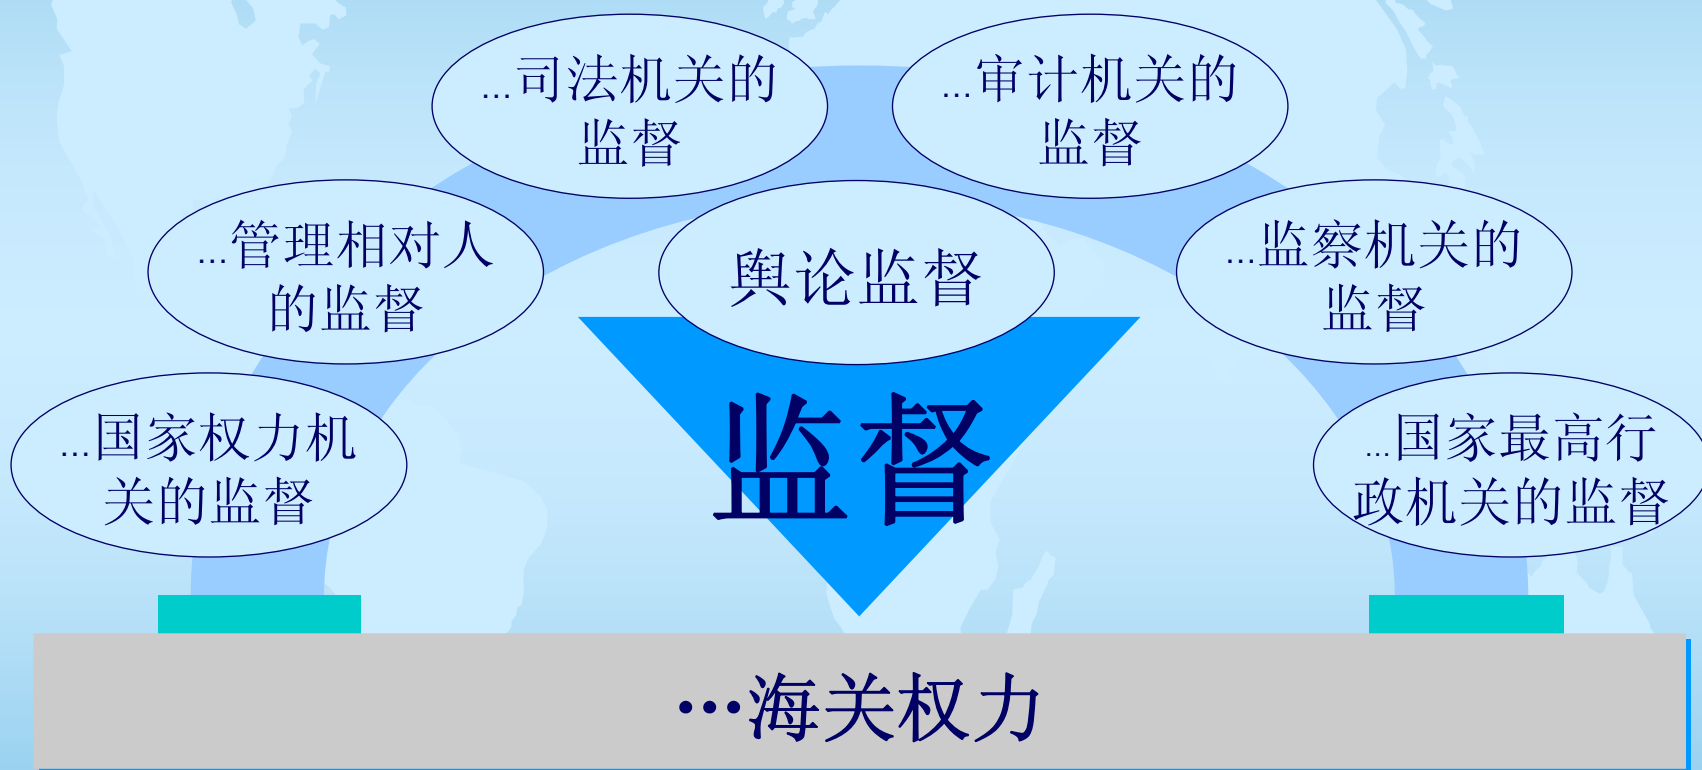 ...司法机关的
监督
...审计机关的
监督
...管理相对人
的监督
舆论监督
...监察机关的
监督
...国家权力机
关的监督
监督
...国家最高行
政机关的监督
...海关权力